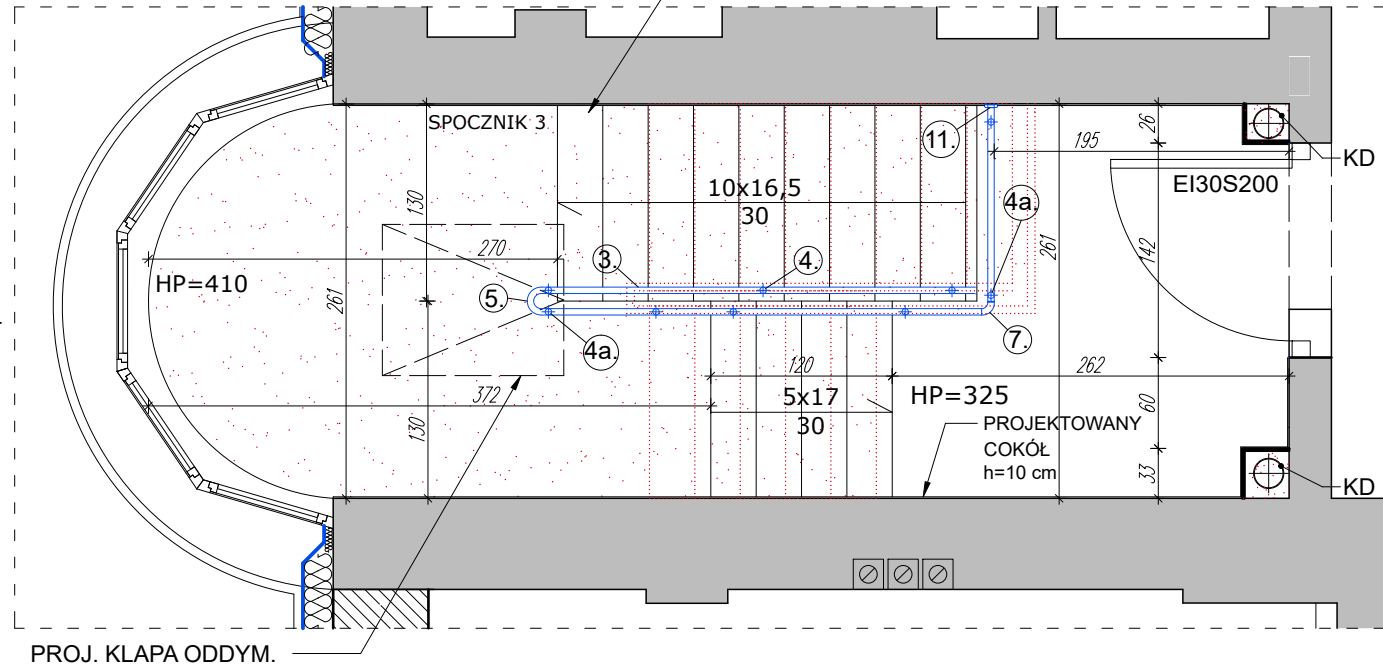 SPOCZNIK 3
11.
195
26
KD
EI30S200
10x16,5
30
4a.
130
261
142
270
3.
4.
HP=410
5.
261
7.
4a.
120
262
372
5x17
30
HP=325
60
130
PROJEKTOWANY
COKÓŁ
h=10 cm
33
KD
PROJ. KLAPA ODDYM.